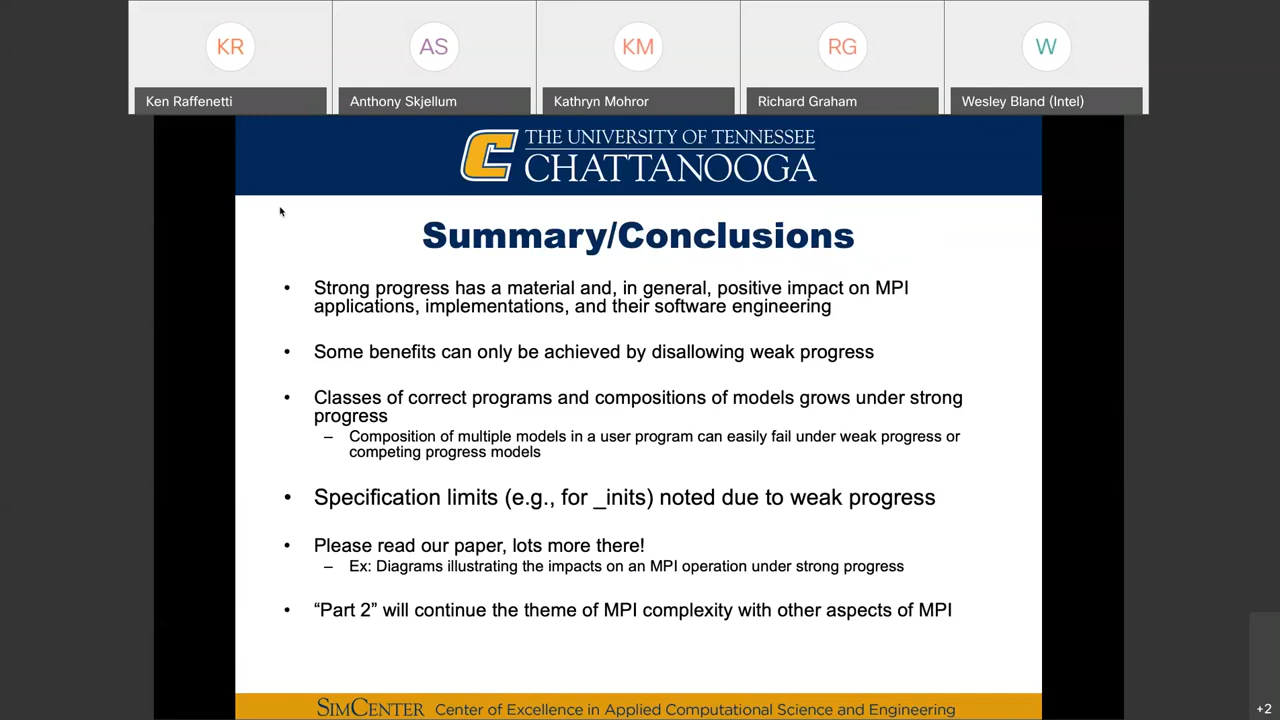 KR AS KM RG W
Ken Raffenetti Anthony Skjellum Kathryn Mohror Richard Graham Wesley Bland (Intel)
C THE UNIVERSITY OF TENNESSEE
CHATTANOOGA
Summary/Conclusions
• Strong progress has a material and, in general, positive impact on MPI
applications, implementations, and their software engineering
• Some benefits can only be achieved by disallowing weak progress
• Classes of correct programs and compositions of models grows under strong
progress
– Composition of multiple models in a user program can easily fail under weak progress or
competing progress models
• Specification limits (e.g., for _inits) noted due to weak progress
• Please read our paper, lots more there!
– Ex: Diagrams illustrating the impacts on an MPI operation under strong progress
• “Part 2” will continue the theme of MPI complexity with other aspects of MPI
SIMCENTER Center of Excellence in Applied Computational Science and Engineering
+2